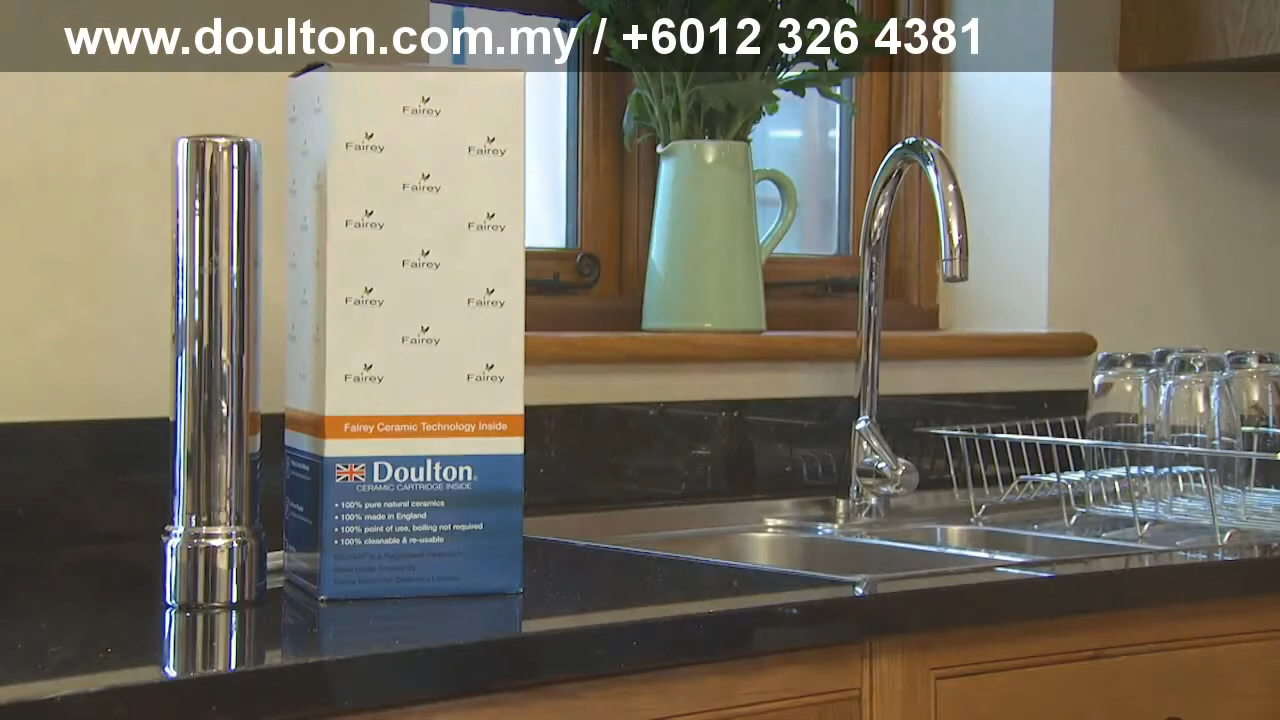 www.doulton.com.my / +6012 326 4381
Fairey
Fairey
Fairey
Fairey
Fairey
Fairey
Fairey
Fairey
Fairey
Fairey
Fairey
Fairey
Fairey Ceramic Technology Inside
Doulton®
CERAMIC CARTRIDGE INSIDE
• 100% pure natural ceramics
• 100% made in England
• 100% point of use, boiling not required
• 100% cleanable & re-usable